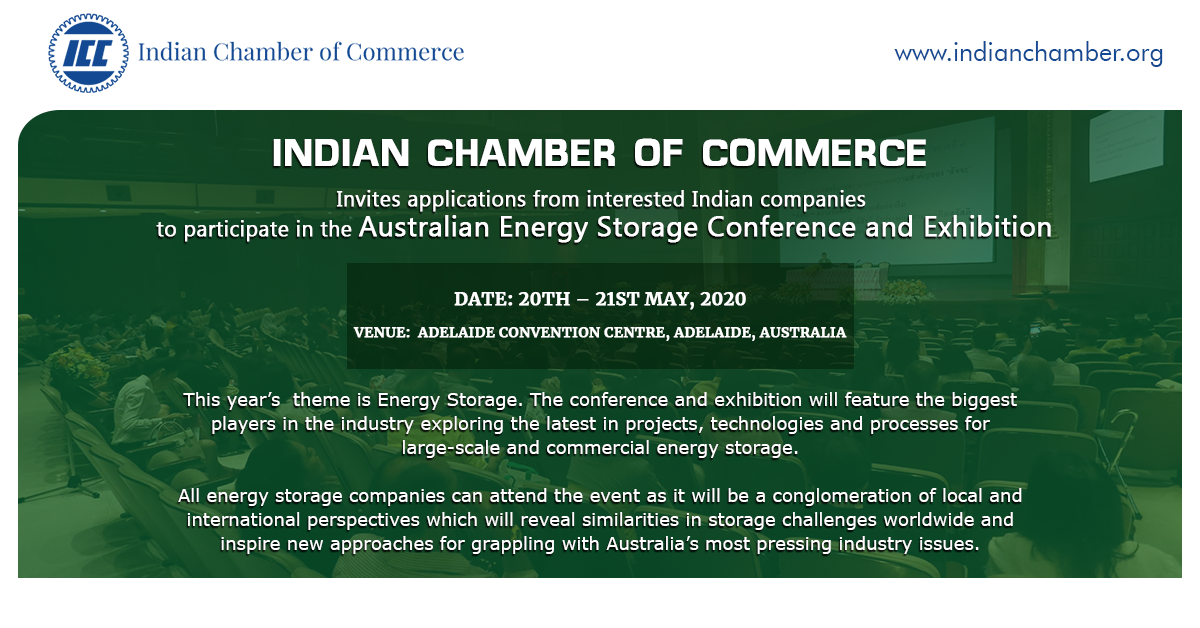 ICC Indian Chamber of Commerce
www.indianchamber.org
INDIAN CHAMBER OF COMMERCE
Invites applications from interested Indian companies
to participate in the Australian Energy Storage Conference and Exhibition
DATE: 20TH – 21ST MAY, 2020
VENUE: ADELAIDE CONVENTION CENTRE, ADELAIDE, AUSTRALIA
This year’s theme is Energy Storage. The conference and exhibition will feature the biggest
players in the industry exploring the latest in projects, technologies and processes for
large-scale and commercial energy storage.
All energy storage companies can attend the event as it will be a conglomeration of local and
international perspectives which will reveal similarities in storage challenges worldwide and
inspire new approaches for grappling with Australia’s most pressing industry issues.